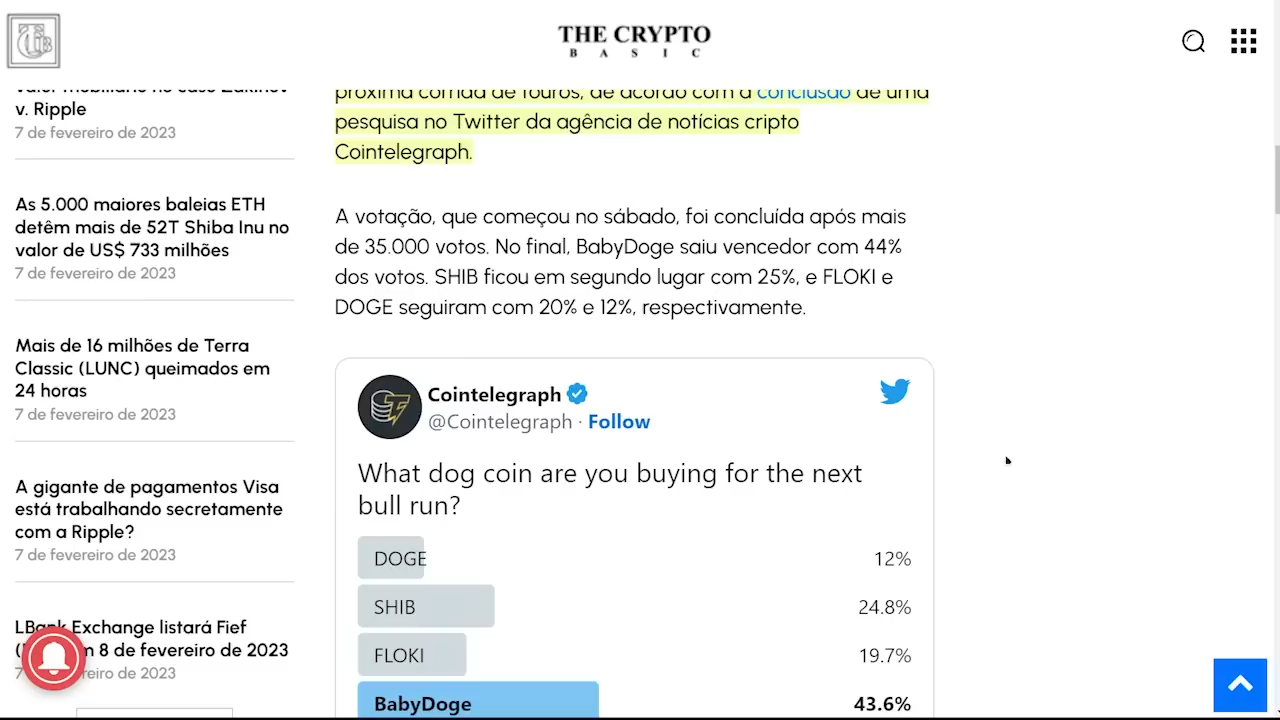 THE CRYPTO
BASIC
v. Ripple
7 de fevereiro de 2023
As 5.000 maiores baleias ETH
detêm mais de 52T Shiba Inu no
valor de US$ 733 milhões
7 de fevereiro de 2023
Mais de 16 milhões de Terra
Classic (LUNC) queimados em
24 horas
7 de fevereiro de 2023
A gigante de pagamentos Visa
está trabalhando secretamente
com a Ripple?
7 de fevereiro de 2023
LBank Exchange listará Fief
8 de fevereiro de 2023
7 de fevereiro de 2023
próxima corrida de touros, de acordo com a conclusão de uma
pesquisa no Twitter da agência de notícias cripto
Cointelegraph.
A votação, que começou no sábado, foi concluída após mais
de 35.000 votos. No final, BabyDoge saiu vencedor com 44%
dos votos. SHIB ficou em segundo lugar com 25%, e FLOKI e
DOGE seguiram com 20% e 12%, respectivamente.
Cointelegraph
@Cointelegraph · Follow
What dog coin are you buying for the next
bull run?
DOGE 12%
SHIB 24.8%
FLOKI 19.7%
BabyDoge 43.6%